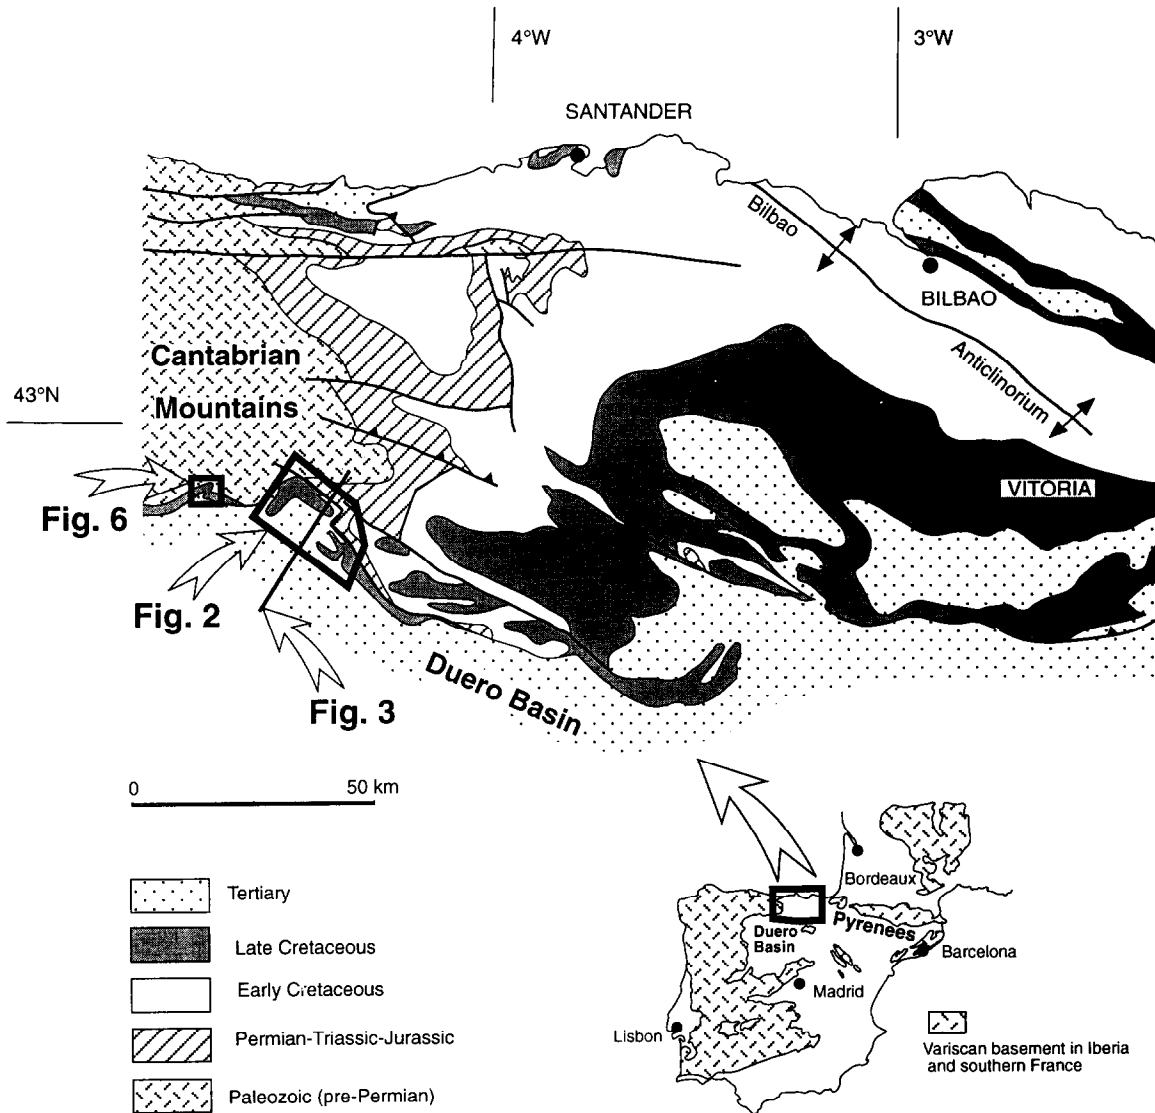 4°W
3°W
SANTANDER
Bilbao
BILBAO
Anticlinorium
Cantabrian
Mountains
43°N
VITORIA
Fig. 6
Fig. 2
Fig. 3
Duero Basin
0 50 km
Tertiary
Late Cretaceous
Early Cretaceous
Permian-Triassic-Jurassic
Paleozoic (pre-Permian)
Bordeaux
Pyrenees
Duero
Basin
Barcelona
Madrid
Lisbon
Variscan basement in Iberia
and southern France